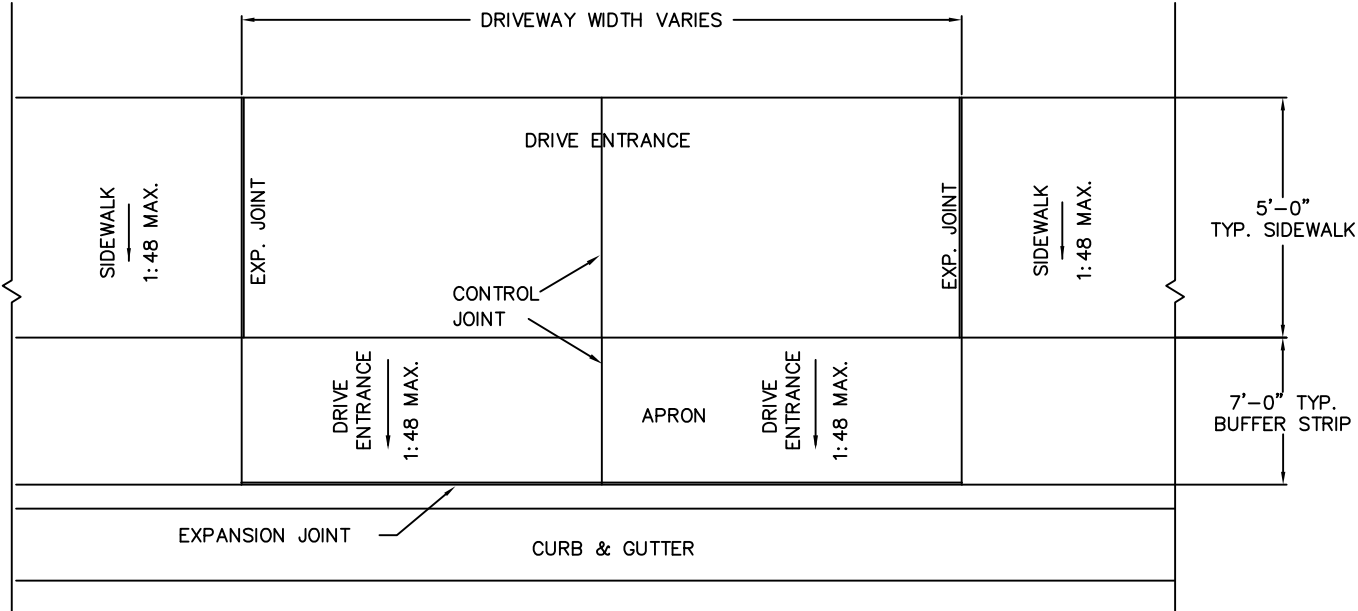 DRIVEWAY WIDTH VARIES
DRIVE ENTRANCE
SIDEWALK
1:48 MAX.
EXP. JOINT
EXP. JOINT
SIDEWALK
1:48 MAX.
5'-0"
TYP. SIDEWALK
CONTROL
JOINT
DRIVE
ENTRANCE
1:48 MAX.
APRON
DRIVE
ENTRANCE
1:48 MAX.
7'-0" TYP.
BUFFER STRIP
EXPANSION JOINT
CURB & GUTTER